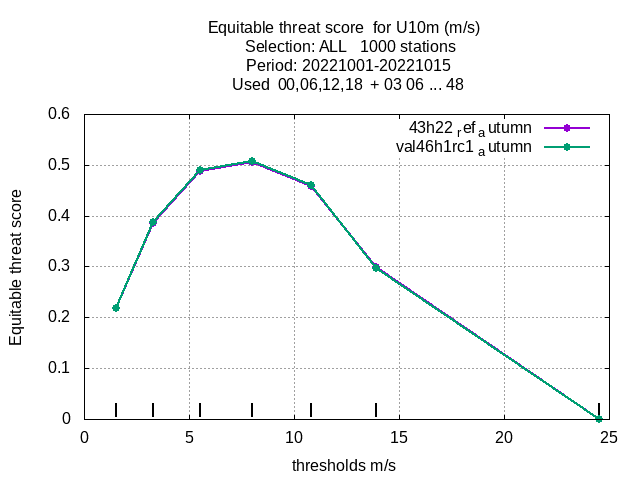 Equitable threat score  for U10m (m/s)
Selection: ALL   1000 stations
Period: 20221001-20221015
Used  00,06,12,18  + 03 06 ... 48
43h22 ref autumn
val46h1rc1 autumn
Equitable threat score
0.6
0.5
0.4
0.3
0.2
0.1
0
0 5 10 15 20 25
thresholds m/s